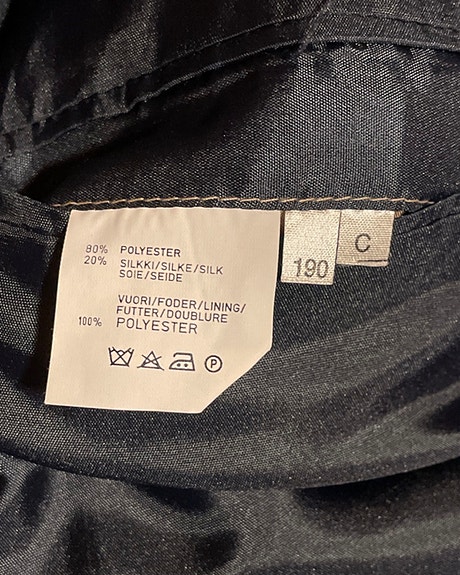 80% POLYESTER
20% SILKKI/SILKE/SILK
SOIE/SEIDE
VUORI/FODER/LINING/
FUTTER/DOUBLURE
100% POLYESTER
P
190
C